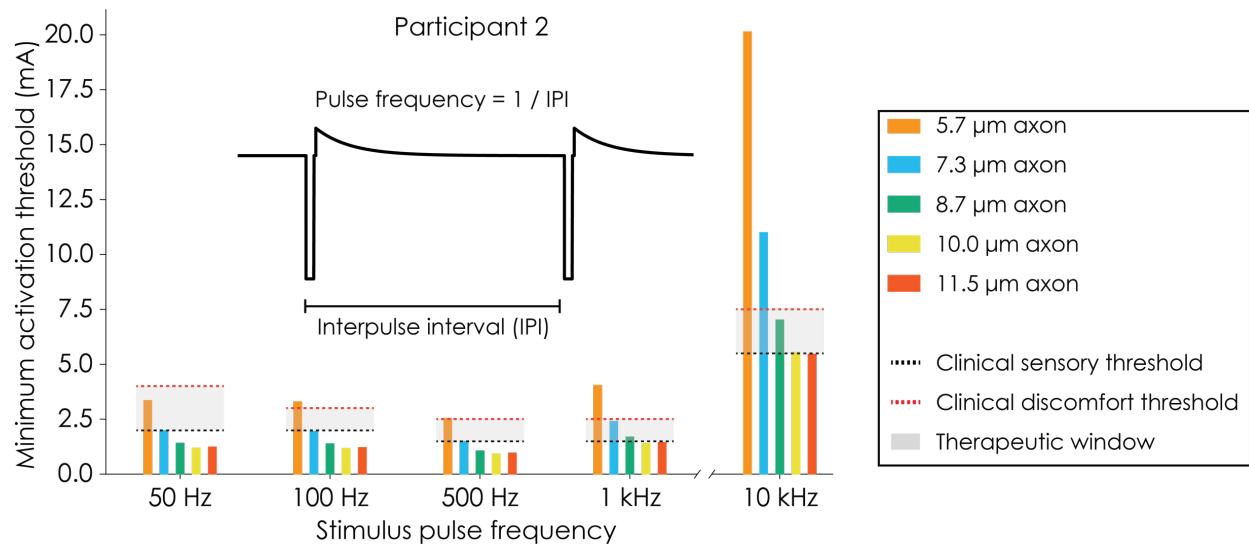 Participant 2
Minimum activation threshold (mA)
20.0
17.5
15.0
12.5
10.0
7.5
5.0
2.5
0.0
Pulse frequency = 1 / IPI
Interpulse interval (IPI)
50 Hz
100 Hz
500 Hz
1 kHz
10 kHz
Stimulus pulse frequency
5.7 µm axon
7.3 µm axon
8.7 µm axon
10.0 µm axon
11.5 µm axon
Clinical sensory threshold
Clinical discomfort threshold
Therapeutic window